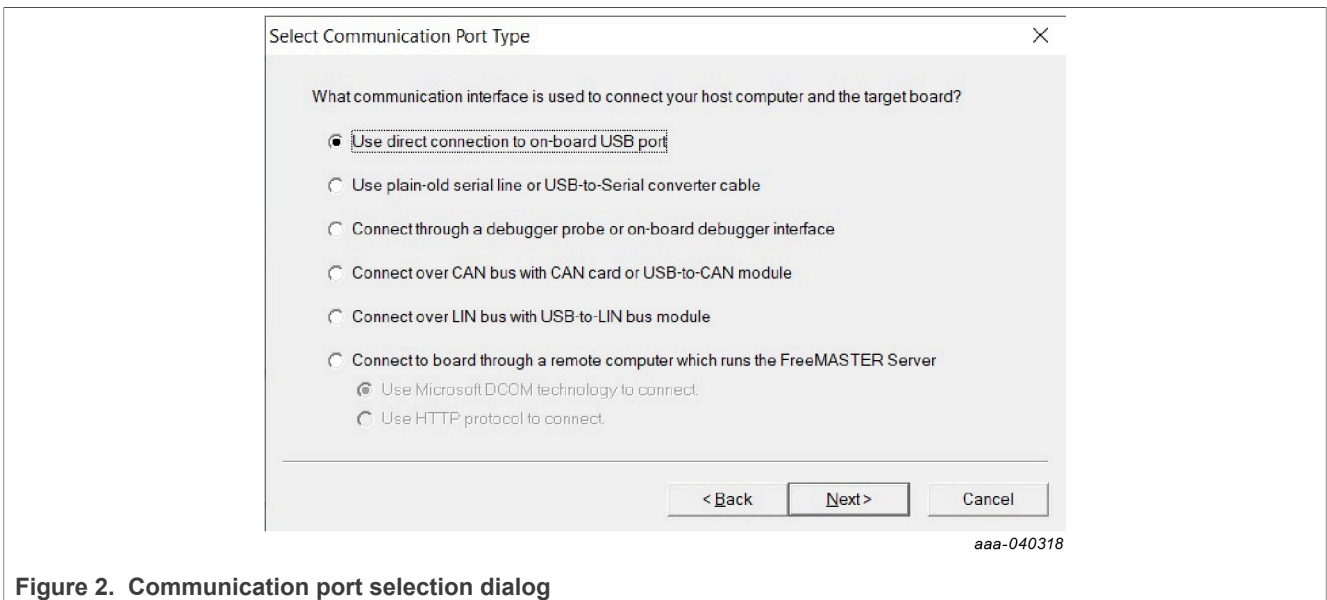 Select Communication Port Type
What communication interface is used to connect your host computer and the target board?
Use direct connection to on-board USB port
Use plain-old serial line or USB-to-Serial converter cable
Connect through a debugger probe or on-board debugger interface
Connect over CAN bus with CAN card or USB-to-CAN module
Connect over LIN bus with USB-to-LIN bus module
Connect to board through a remote computer which runs the FreeMASTER Server
Use Microsoft DCOM technology to connect.
Use HTTP protocol to connect.
< Back Next > Cancel
aaa-040318
Figure 2. Communication port selection dialog